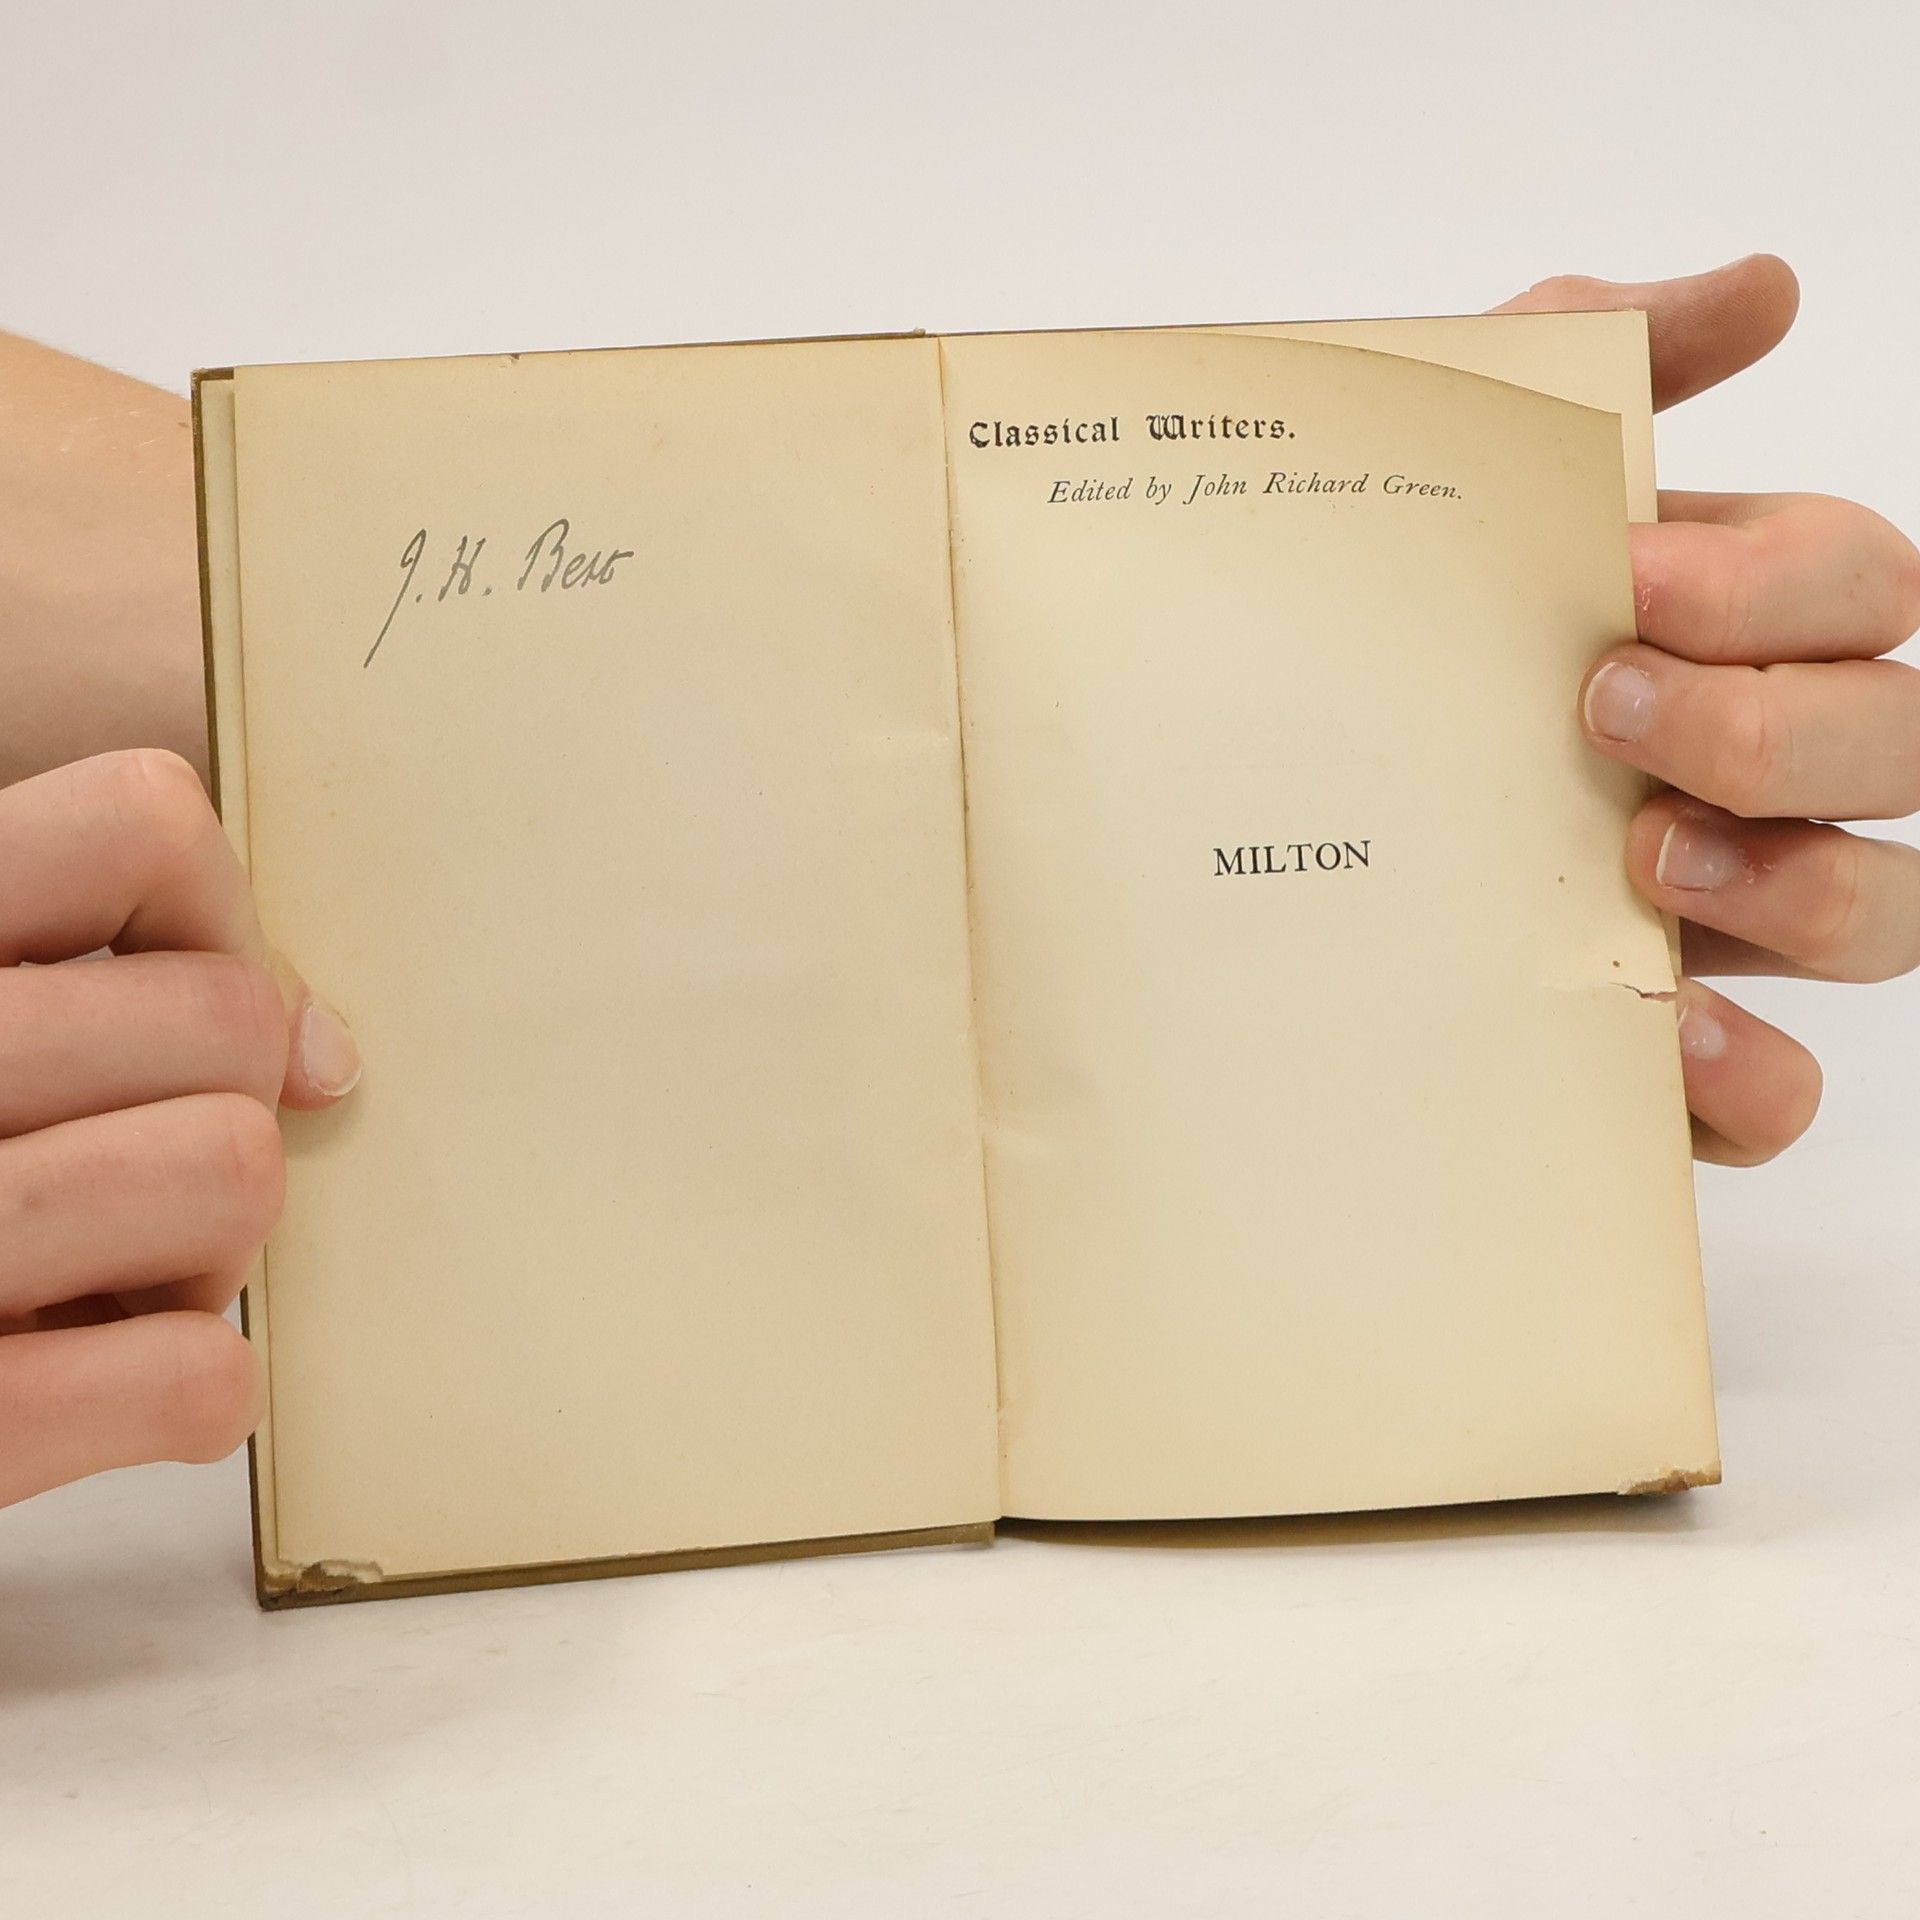 J. H. Best
Classical Writers.
Edited by John Richard Green.
MILTON